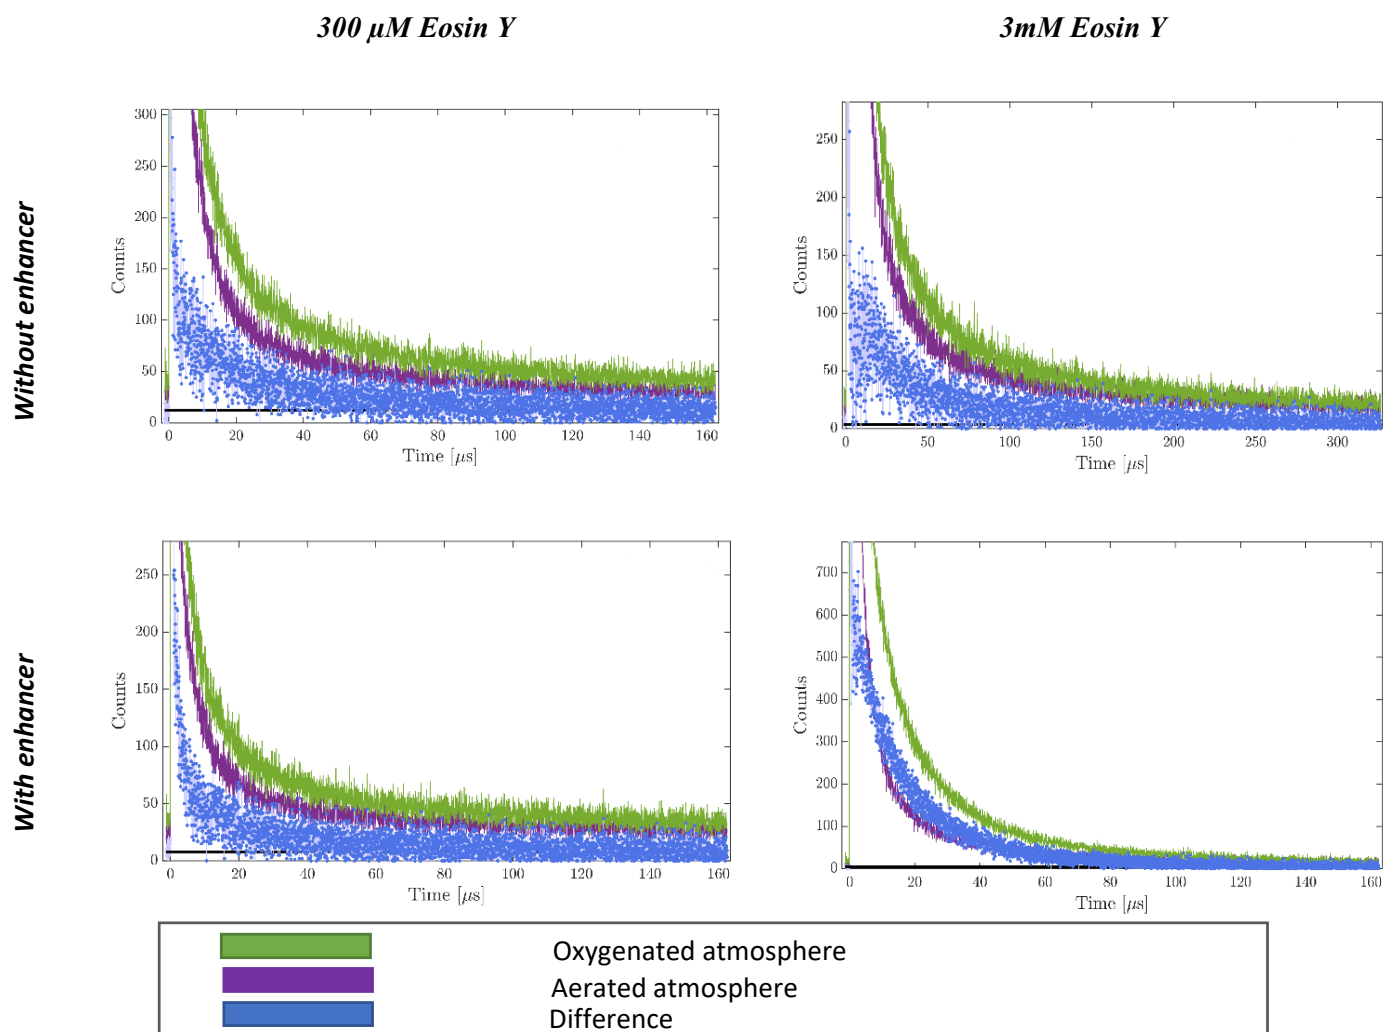 300 µM Eosin Y
3mM Eosin Y
Without enhancer
Counts
300
250
200
150
100
50
0
0 20 40 60 80 100 120 140 160
Time [µs]
Counts
250
200
150
100
50
0
0 50 100 150 200 250 300
Time [µs]
With enhancer
Counts
250
200
150
100
50
0
0 20 40 60 80 100 120 140 160
Time [µs]
Counts
700
600
500
400
300
200
100
0
0 20 40 60 80 100 120 140 160
Time [µs]
Oxygenated atmosphere
Aerated atmosphere
Difference